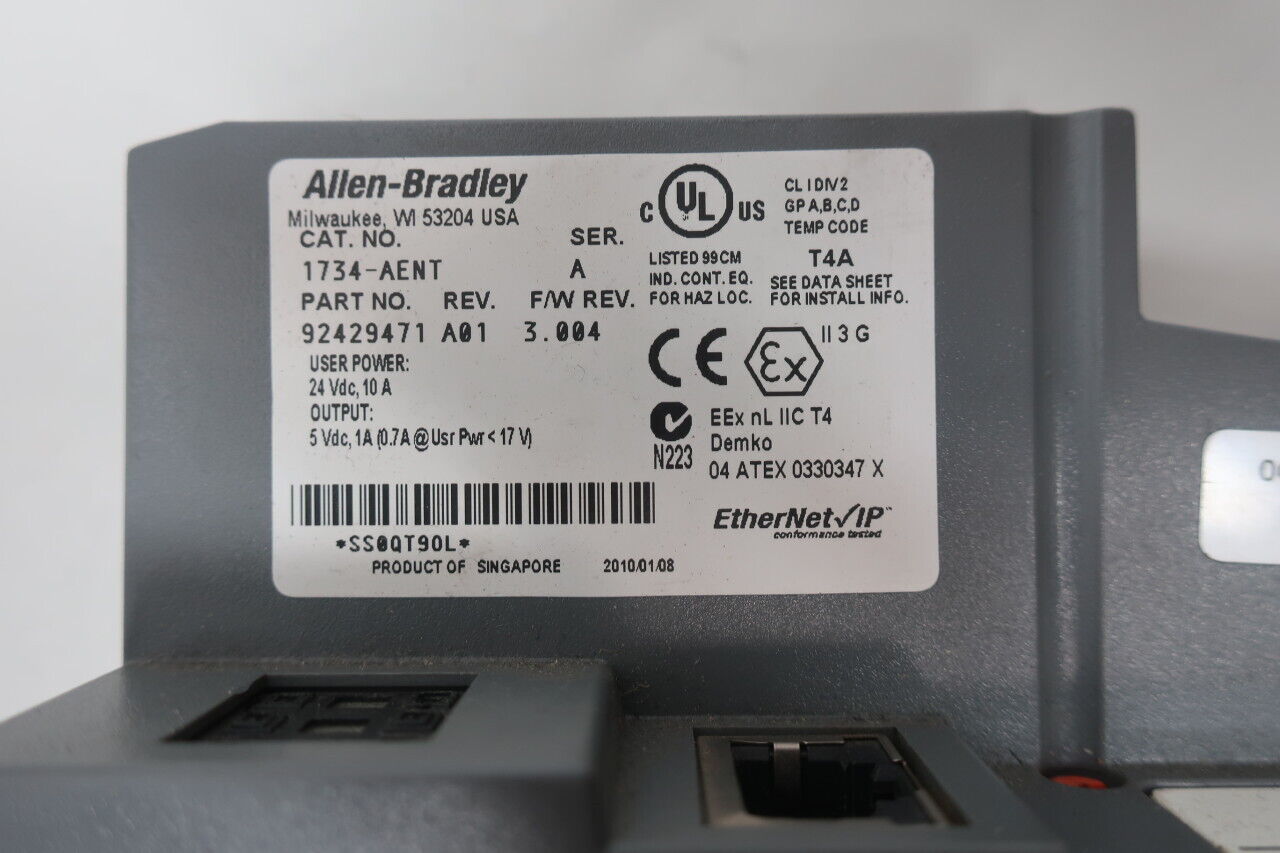 Allen-Bradley
Milwaukee, WI 53204 USA
CAT. NO. SER.
1734-AENT A
PART NO. REV. F/W REV.
92429471 A01 3.004
USER POWER:
24 Vdc, 10 A
OUTPUT:
5 Vdc, 1A (0.7A @ Usr Pwr < 17 V)
*SS0QT9OL*
PRODUCT OF SINGAPORE 2010/01/08
C UL US
LISTED 99CM
IND. CONT. EQ.
FOR HAZ LOC.
CL I DIV 2
GP A,B,C,D
TEMP CODE
T4A
SEE DATA SHEET
FOR INSTALL INFO.
CE Ex II 3 G
N223
EEx nL IIC T4
Demko
04 ATEX 0330347 X
EtherNet/IP™
conformance tested